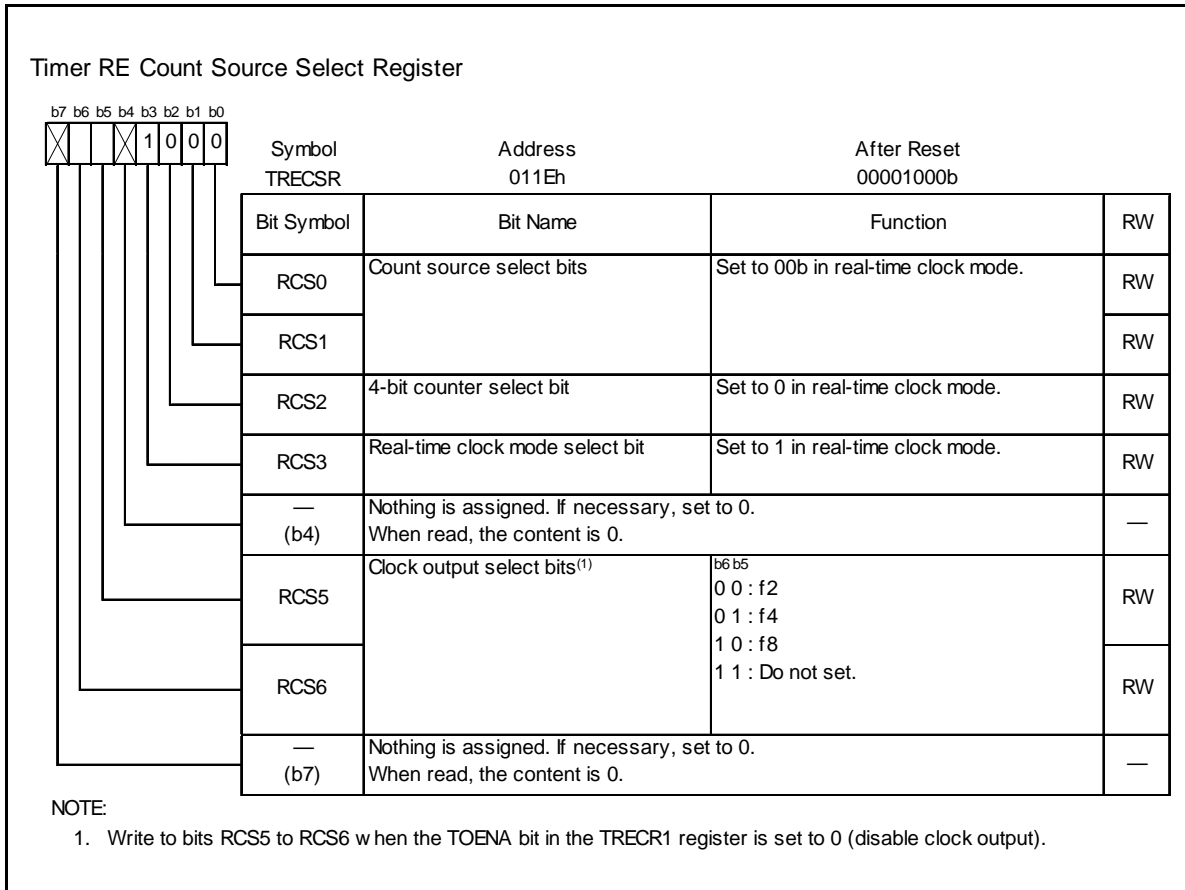 Timer RE Count Source Select Register
b7 b6 b5 b4 b3 b2 b1 b0
1 0 0 0
Symbol Address After Reset
TRECSR 011Eh 00001000b
Bit Symbol Bit Name Function RW
RCS0 Count source select bits Set to 00b in real-time clock mode. RW
RCS1 RW
RCS2 4-bit counter select bit Set to 0 in real-time clock mode. RW
RCS3 Real-time clock mode select bit Set to 1 in real-time clock mode. RW
— Nothing is assigned. If necessary, set to 0. —
(b4) When read, the content is 0.
RCS5 Clock output select bits(1) b6 b5 RW
0 0 : f2
0 1 : f4
1 0 : f8
RCS6 1 1 : Do not set. RW
— Nothing is assigned. If necessary, set to 0. —
(b7) When read, the content is 0.
NOTE:
1. Write to bits RCS5 to RCS6 when the TOENA bit in the TRECR1 register is set to 0 (disable clock output).